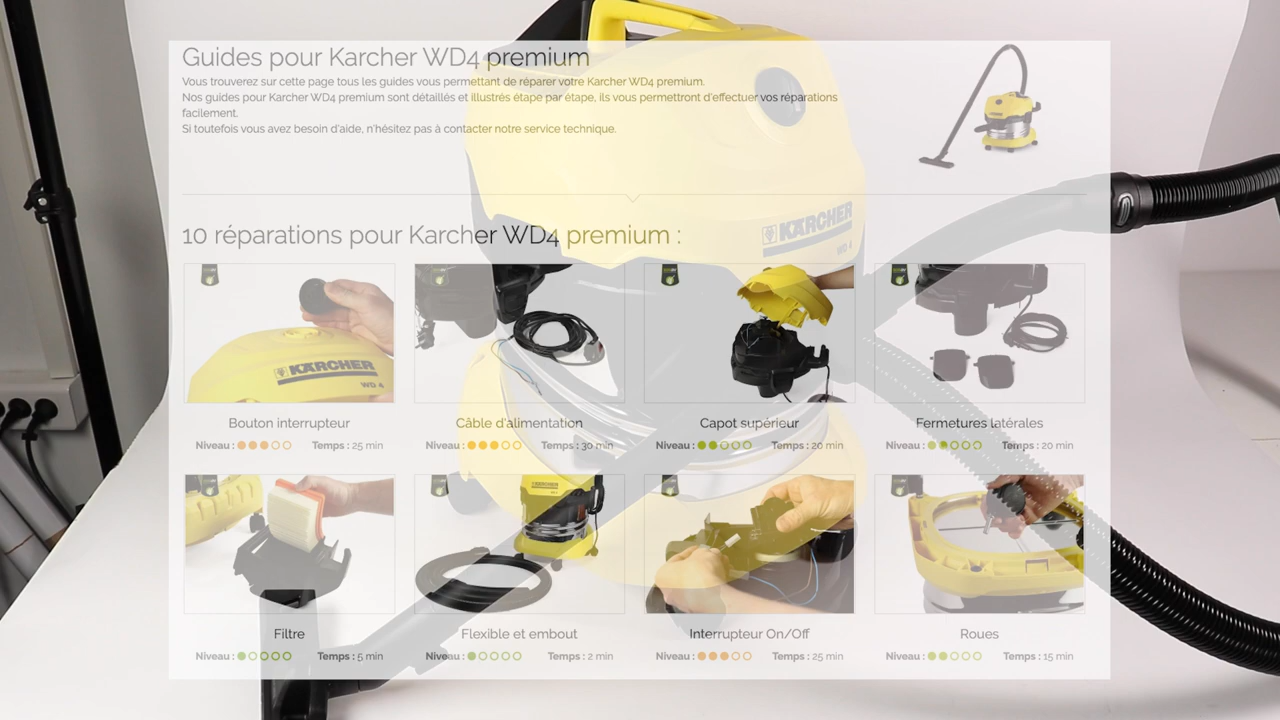 Guides pour Karcher WD4 premium
Vous trouverez sur cette page tous les guides vous permettant de réparer votre Karcher WD4 premium.
Nos guides pour Karcher WD4 premium sont détaillés et illustrés étape par étape, ils vous permettront d'effectuer vos réparations
facilement.
Si toutefois vous avez besoin d'aide, n'hésitez pas à contacter notre service technique.
KÄRCHER
WD 4
10 réparations pour Karcher WD4 premium :
KÄRCHER
WD 4
Bouton interrupteur
Niveau : Temps : 25 min
Câble d'alimentation
Niveau : Temps : 30 min
Capot supérieur
Niveau : Temps : 20 min
Fermetures latérales
Niveau : Temps : 20 min
KÄRCHER
Filtre
Niveau : Temps : 5 min
Flexible et embout
Niveau : Temps : 2 min
Interrupteur On/Off
Niveau : Temps : 25 min
Roues
Niveau : Temps : 15 min